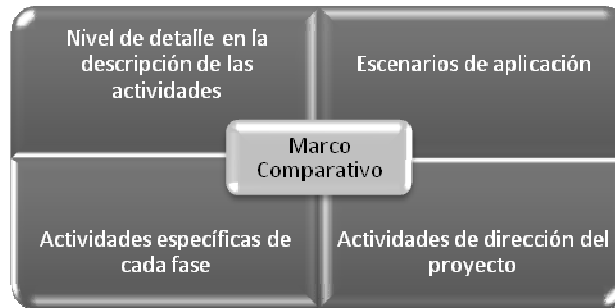 Nivel de detalle en la
descripción de las
actividades
Escenarios de aplicación
Marco
Comparativo
Actividades específicas de
cada fase
Actividades de dirección del
proyecto